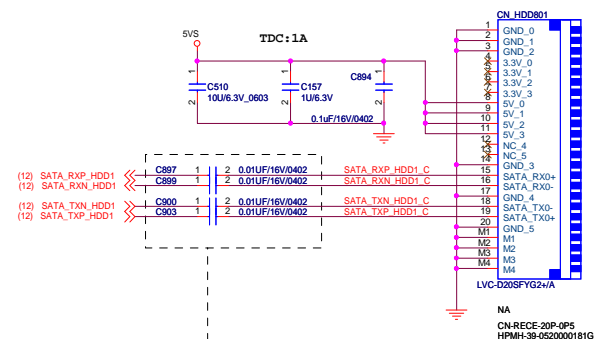 CN_HDD801
5VS
TDC:1A
1 GND_0
2 GND_1
3 GND_2
4 3.3V_0
5 3.3V_1
6 3.3V_2
7 3.3V_3
8 5V_0
9 5V_1
10 5V_2
11 5V_3
12 NC_4
13 NC_5
14 GND_3
15 SATA_RX0+
16 SATA_RX0-
17 GND_4
18 SATA_TX0-
19 SATA_TX0+
20 GND_5
M1 M1
M2 M2
M3 M3
M4 M4
1 C510 2
10U/6.3V_0603
1 C157 2
1U/6.3V
C894 1 2
0.1uF/16V/0402
(12) SATA_RXP_HDD1 C897 1 2 0.01UF/16V/0402 SATA_RXP_HDD1_C
(12) SATA_RXN_HDD1 C899 1 2 0.01UF/16V/0402 SATA_RXN_HDD1_C
(12) SATA_TXN_HDD1 C900 1 2 0.01UF/16V/0402 SATA_TXN_HDD1_C
(12) SATA_TXP_HDD1 C903 1 2 0.01UF/16V/0402 SATA_TXP_HDD1_C
LVC-D20SFYG2+/A
NA
CN-RECE-20P-0P5
HPMH-39-0520000181G